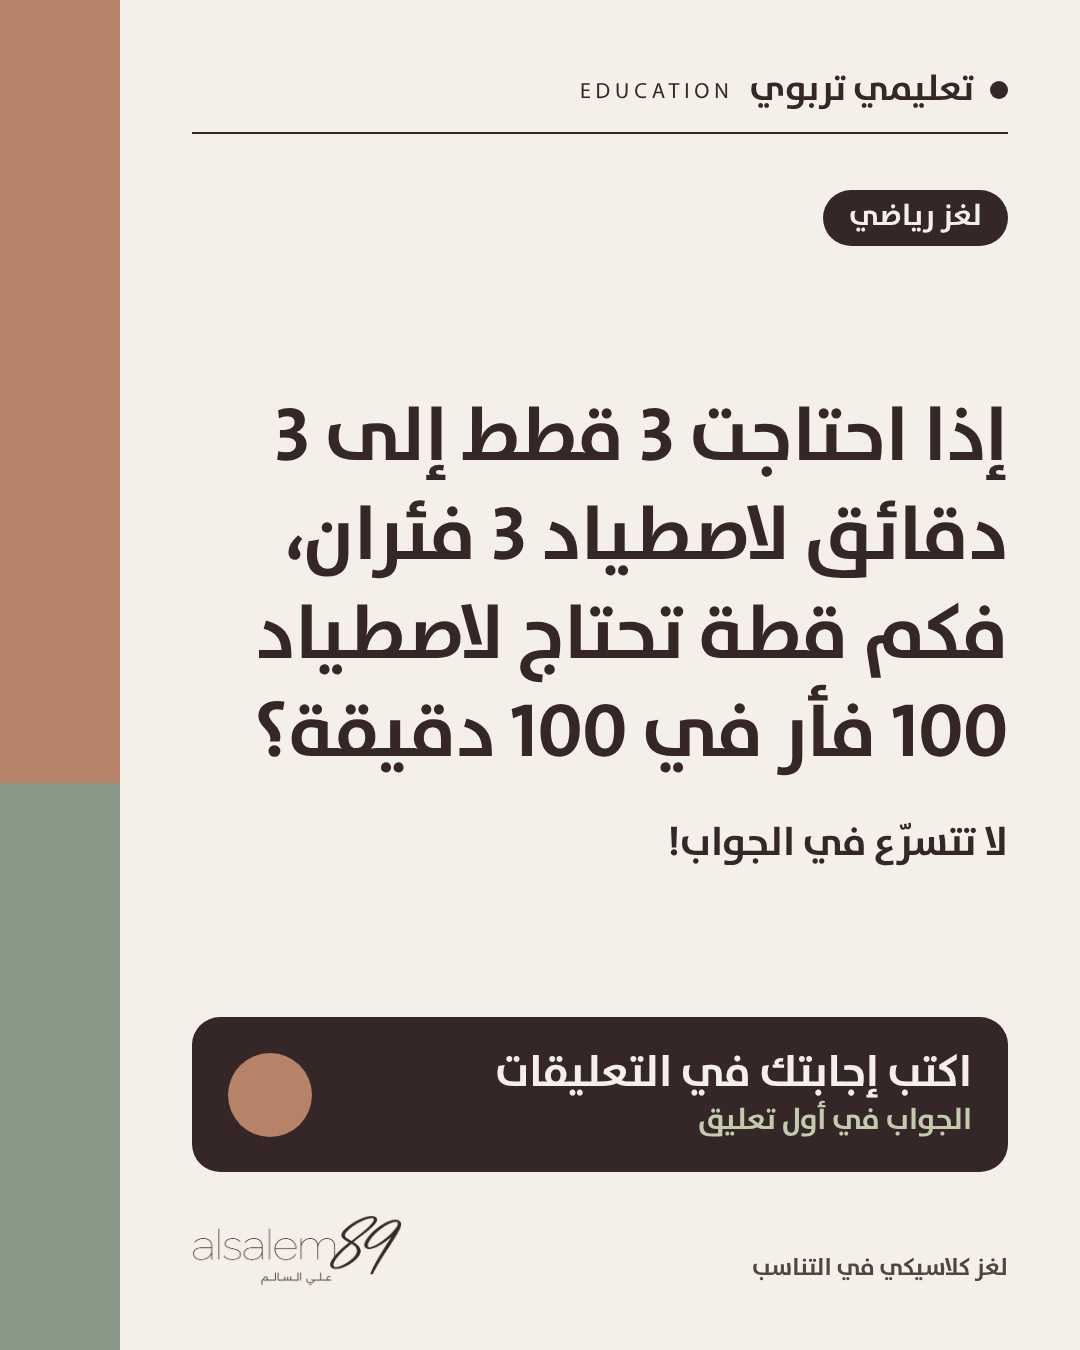 تعليمي تربوي EDUCATION
لغز رياضي
إذا احتاجت 3 قطط إلى 3
دقائق لاصطياد 3 فئران،
فكم قطة تحتاج لاصطياد
100 فأر في 100 دقيقة؟
لا تتسرّع في الجواب!
اكتب إجابتك في التعليقات
الجواب في أول تعليق
لغز كلاسيكي في التناسب
alsalem89
علي السالم